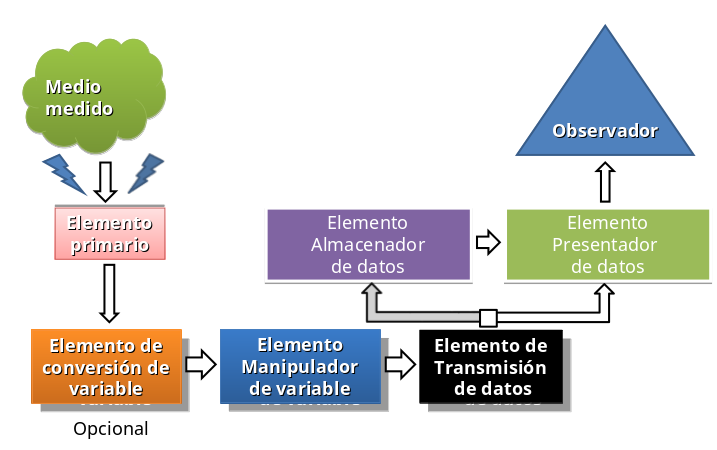 Medio
medido
Observador
Elemento
primario
Elemento
Almacenador
de datos
Elemento
Presentador
de datos
Elemento de
conversión de
variable
Elemento
Manipulador
de variable
Elemento de
Transmisión
de datos
Opcional